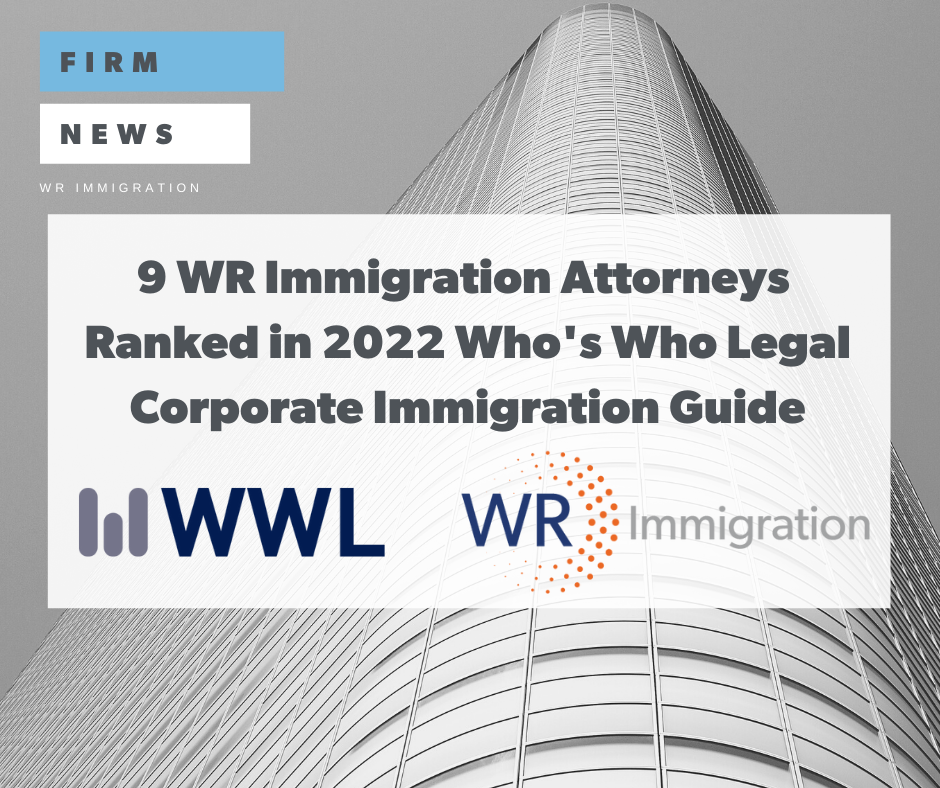 FIRM
NEWS
WR IMMIGRATION
9 WR Immigration Attorneys
Ranked in 2022 Who's Who Legal
Corporate Immigration Guide
WWL
WR Immigration